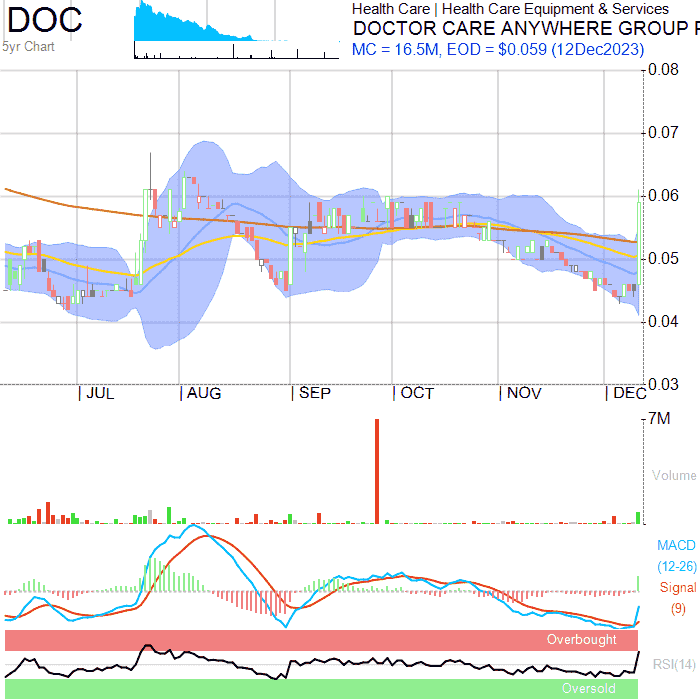 DOC
5yr Chart
Health Care | Health Care Equipment & Services
DOCTOR CARE ANYWHERE GROUP
MC = 16.5M, EOD = $0.059 (12Dec2023)
0.08
0.07
0.06
0.05
0.04
0.03
JUL
AUG
SEP
OCT
NOV
DEC
7M
Volume
MACD
(12-26)
Signal
(9)
Overbought
RSI(14)
Oversold